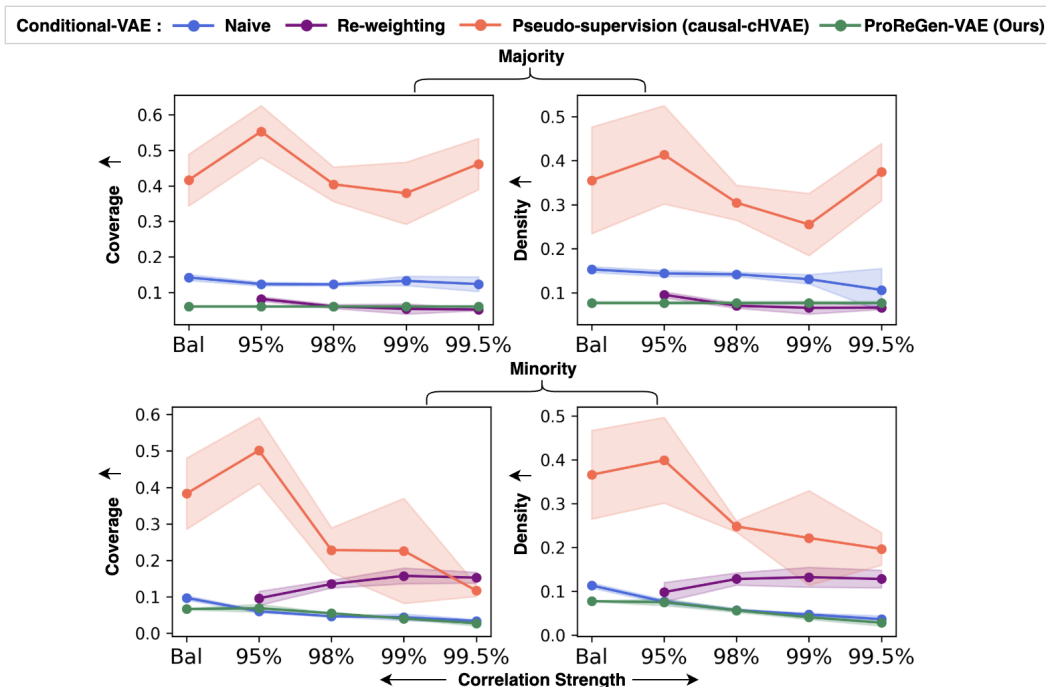 Conditional-VAE : Naive Re-weighting Pseudo-supervision (causal-cHVAE) ProReGen-VAE (Ours)
Majority
0.6
0.5
0.4
0.3
0.2
0.1
Coverage
Bal 95% 98% 99% 99.5%
0.5
0.4
0.3
0.2
0.1
Density
Bal 95% 98% 99% 99.5%
Minority
0.6
0.5
0.4
0.3
0.2
0.1
0.0
Coverage
Bal 95% 98% 99% 99.5%
0.5
0.4
0.3
0.2
0.1
0.0
Density
Bal 95% 98% 99% 99.5%
Correlation Strength